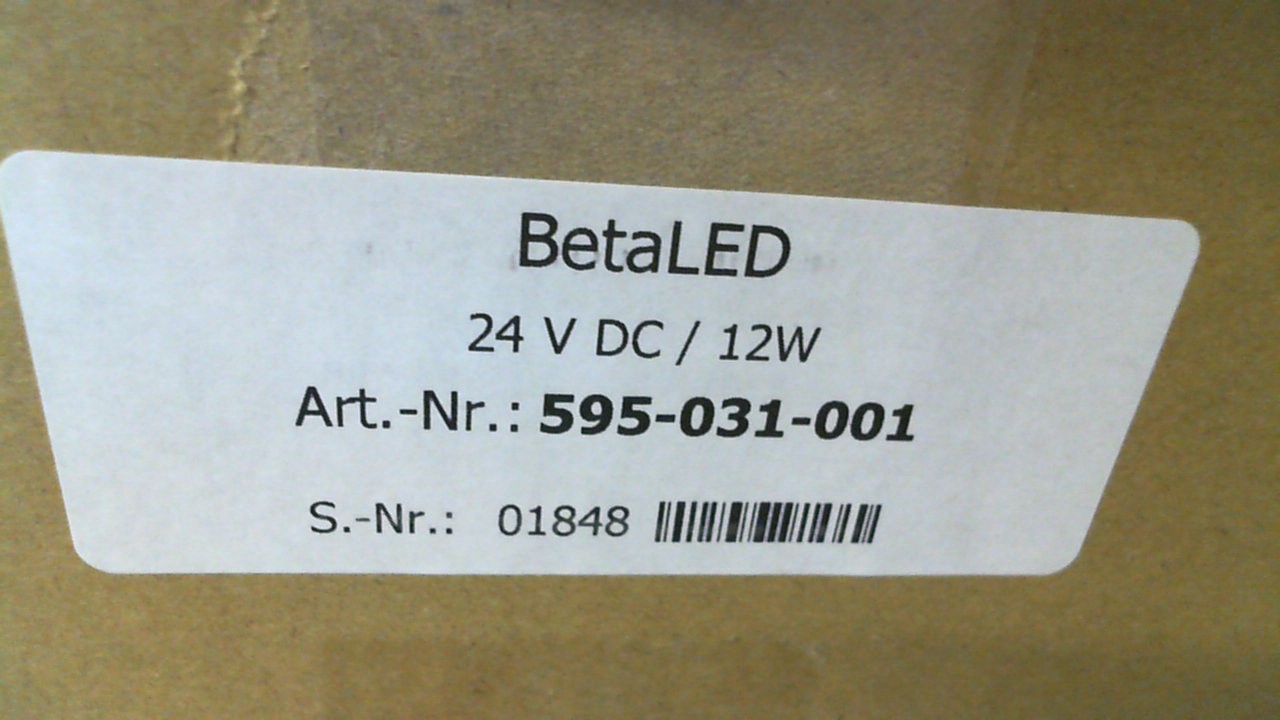 BetaLED
24 V DC / 12W
Art.-Nr.: 595-031-001
S.-Nr.: 01848